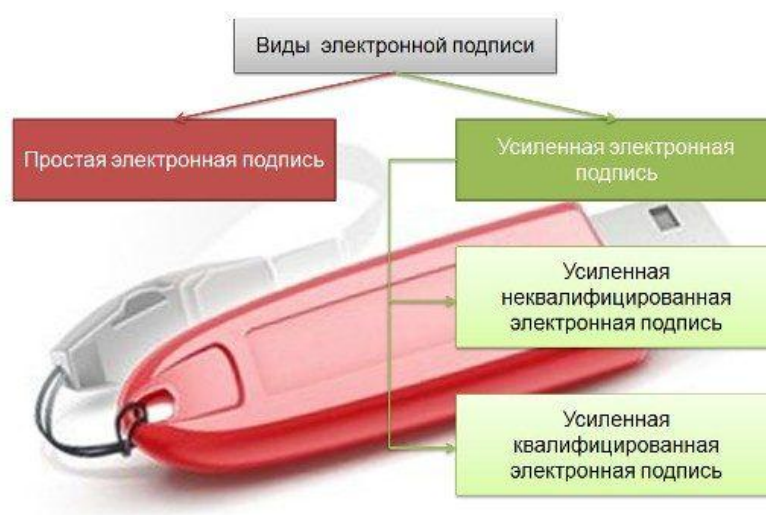 Виды электронной подписи
Простая электронная подпись
Усиленная электронная
подпись
Усиленная
неквалифицированная
электронная подпись
Усиленная
квалифицированная
электронная подпись